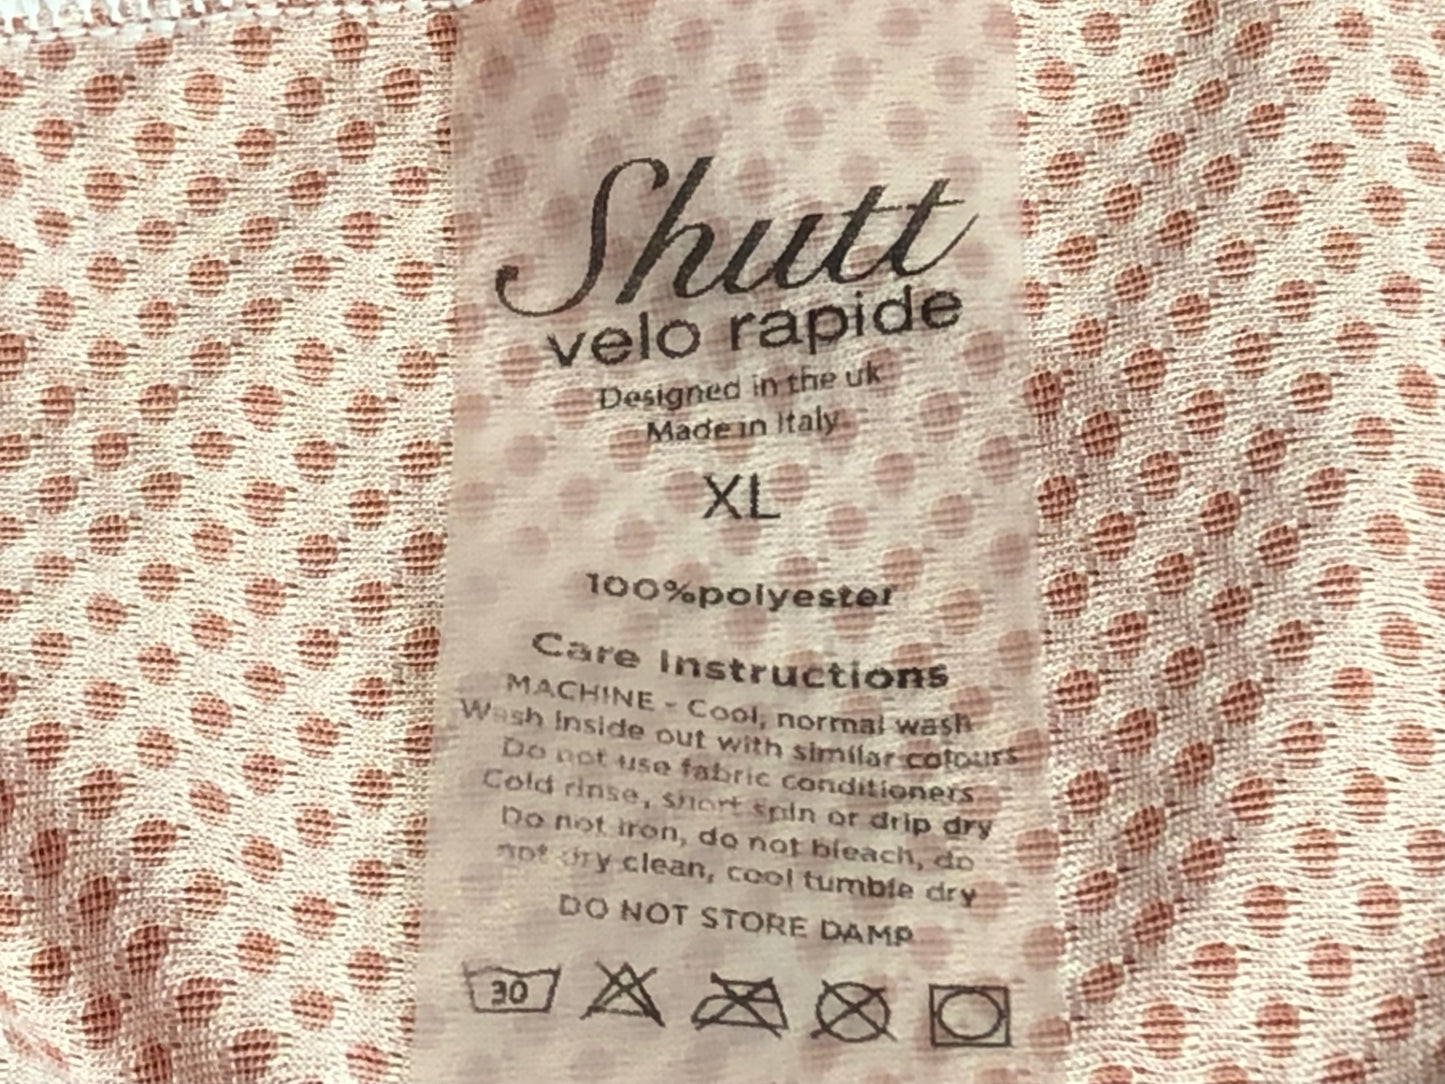 Shutt
velo rapide
Designed in the uk
Made in Italy
XL
100%polyester
Care Instructions
MACHINE - Cool, normal wash
Wash inside out with similar colours
Do not use fabric conditioners
Cold rinse, short spin or drip dry
Do not iron, do not bleach, do
not dry clean, cool tumble dry
DO NOT STORE DAMP
30